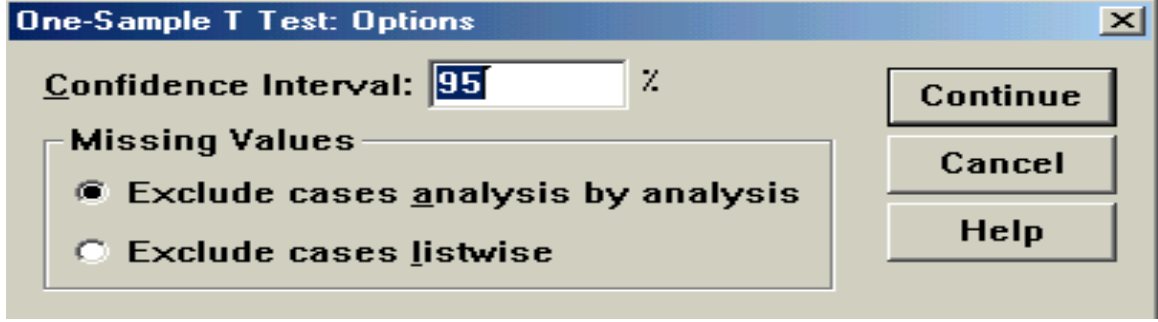 One-Sample T Test: Options
Confidence Interval: 95 %
Continue
Missing Values
Exclude cases analysis by analysis
Exclude cases listwise
Cancel
Help